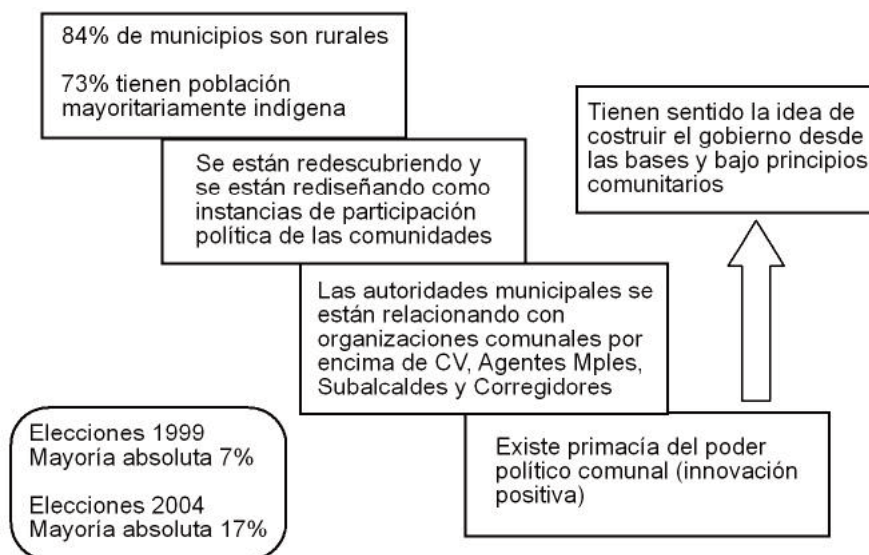 84% de municipios son rurales
73% tienen población
mayoritariamente indígena
Se están redescubriendo y
se están rediseñando como
instancias de participación
política de las comunidades
Las autoridades municipales se
están relacionando con
organizaciones comunales por
encima de CV, Agentes Mples,
Subalcaldes y Corregidores
Existe primacía del poder
político comunal (innovación
positiva)
Tienen sentido la idea de
costruir el gobierno desde
las bases y bajo principios
comunitarios
Elecciones 1999
Mayoría absoluta 7%
Elecciones 2004
Mayoría absoluta 17%